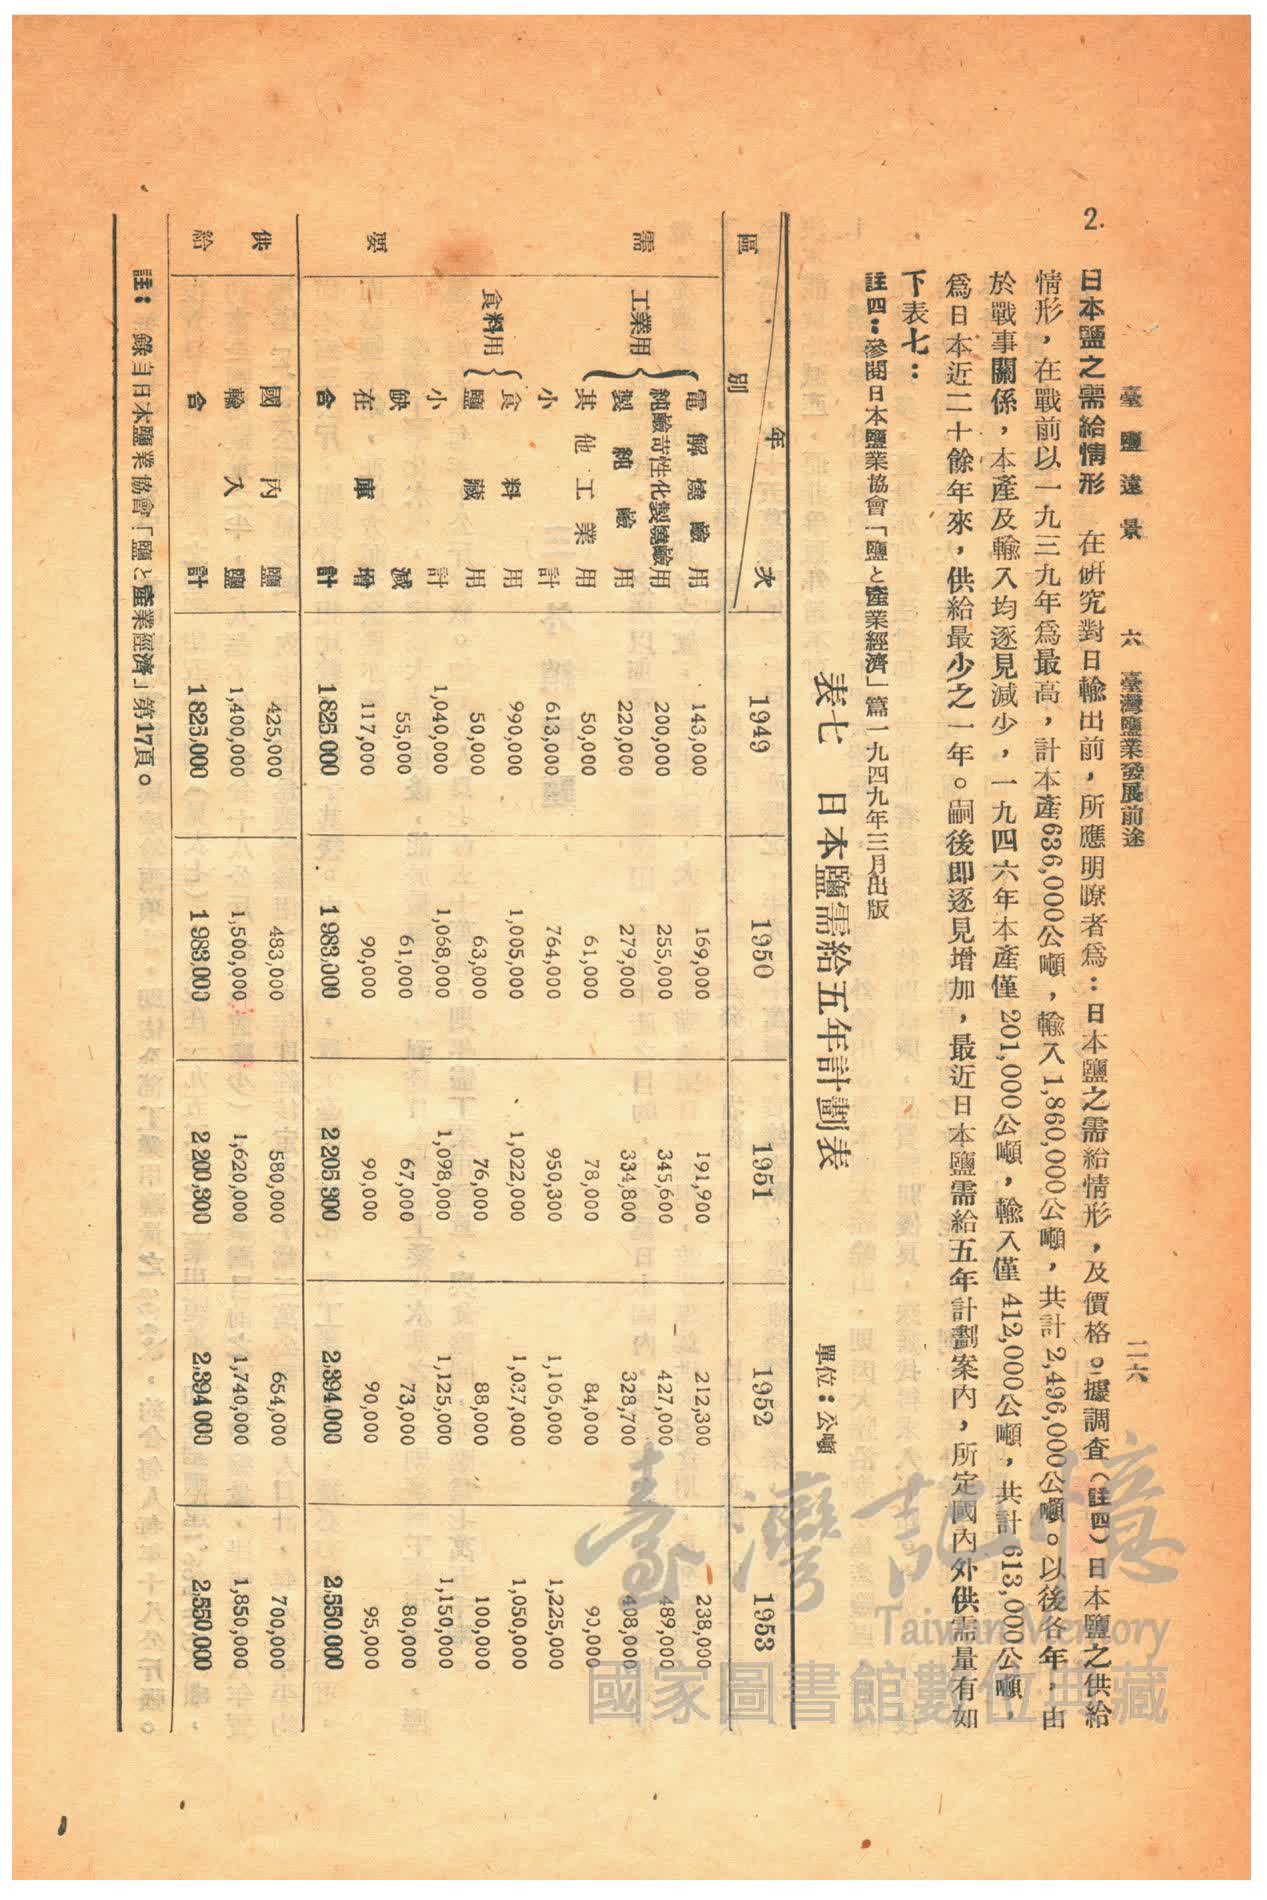 臺鹽遠景　六　臺灣鹽業發展前途　二六
2. 日本鹽之需給情形　在研究對日輸出前，所應明瞭者爲：日本鹽之需給情形，及價格。據調查（註四）日本鹽之供給
情形，在戰前以一九三九年爲最高，計本產636,000公噸，輸入1,860,000公噸，共計2,496,000公噸。以後各年，由
於戰事關係，本產及輸入均逐見減少，一九四六年本產僅201,000公噸，輸入僅412,000公噸，共計613,000公噸，
爲日本近二十餘年來，供給最少之一年。嗣後即逐見增加，最近日本鹽需給五年計劃案內，所定國內外供需量有如
下表七：
註四：參閱日本鹽業協會「鹽と產業經濟」篇一九四九年三月出版
表七　日本鹽需給五年計劃表　單位：公噸
區別　年次　1949　1950　1951　1952　1953
需要
工業用
電解燒鹼用　143,000　169,000　191,900　212,300　238,000
純鹼苛性化製燒鹼用　200,000　255,000　345,600　427,000　489,000
製純鹼用　220,000　279,000　334,800　328,700　408,000
其他工業用　50,000　61,000　78,000　84,000　90,000
小計　613,000　764,000　950,300　1,106,000　1,225,000
食料用
食料用　990,000　1,005,000　1,022,000　1,037,000　1,050,000
鹽藏用　50,000　63,000　76,000　88,000　100,000
小計　1,040,000　1,068,000　1,098,000　1,125,000　1,150,000
缺減　55,000　61,000　67,000　73,000　80,000
在庫增　117,000　90,000　90,000　90,000　95,000
合計　1,825,000　1,983,000　2,205,300　2,394,000　2,550,000
供給
國內鹽　425,000　483,000　580,000　654,000　700,000
輸入鹽　1,400,000　1,500,000　1,620,000　1,740,000　1,850,000
合計　1,825,000　1,983,000　2,200,300　2,394,000　2,550,000
註：錄自日本鹽業協會「鹽と產業經濟」第17頁。
臺灣記憶
Taiwan Memory
國家圖書館數位典藏